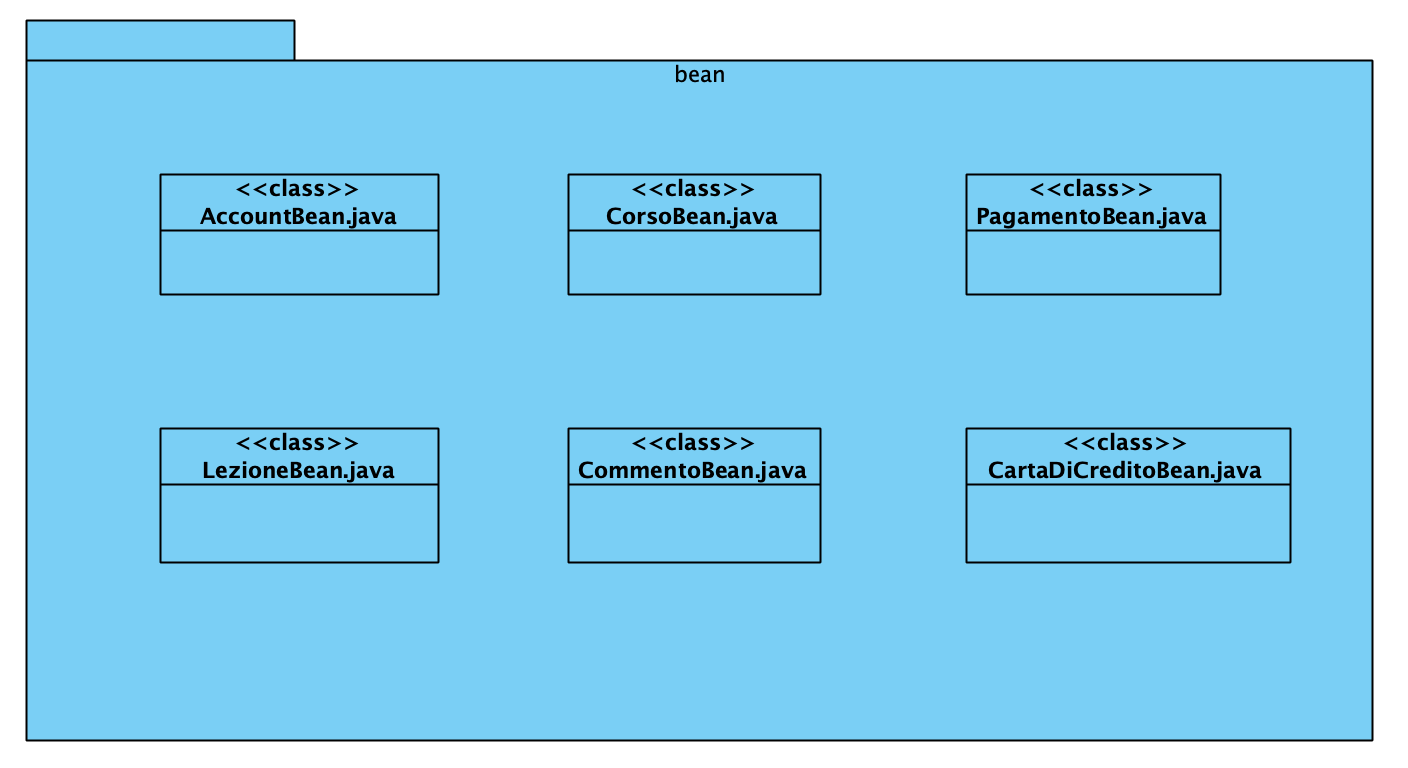 bean
<<class>>
AccountBean.java
<<class>>
CorsoBean.java
<<class>>
PagamentoBean.java
<<class>>
LezioneBean.java
<<class>>
CommentoBean.java
<<class>>
CartaDiCreditoBean.java